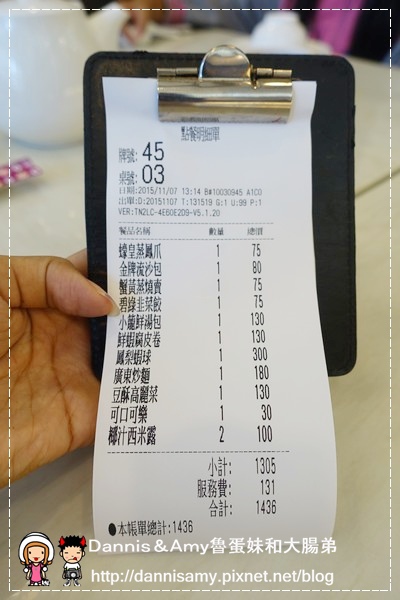 點餐明細單
牌號: 45
桌號: 03
日期:2015/11/07 13:14 B#10030945 A1C0
出單:D:20151107 T:131519 G:1 U:99 P:1
VER:TN2LC-4E60E2D9-V5.1.20
餐品名稱 數量 總價
蠔皇蒸鳳爪 1 75
金牌流沙包 1 80
蟹黃蒸燒賣 1 75
碧綠韭菜餃 1 75
小籠鮮湯包 1 130
鮮蝦腐皮卷 1 130
鳳梨蝦球 1 300
廣東炒麵 1 180
豆酥高麗菜 1 130
可口可樂 1 30
椰汁西米露 2 100
小計: 1305
服務費: 131
合計: 1436
●本帳單總計:1436
Dannis&Amy魯蛋妹和大腸弟
http://dannisamy.pixnet.net/blog